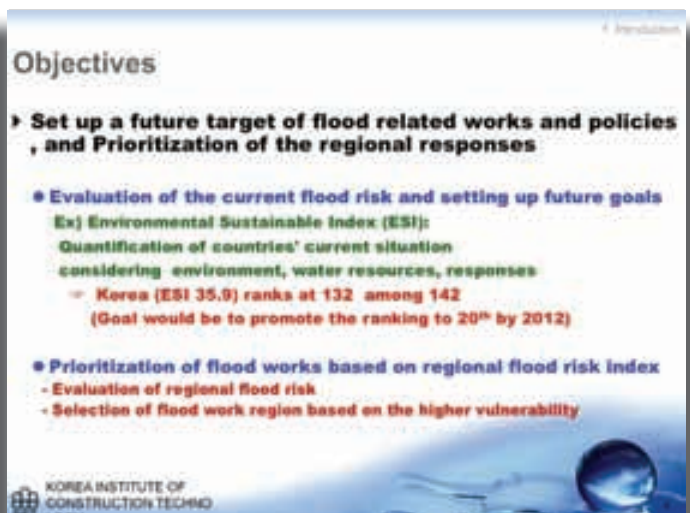 1. Introduction
Objectives
Set up a future target of flood related works and policies
, and Prioritization of the regional responses
Evaluation of the current flood risk and setting up future goals
Ex) Environmental Sustainable Index (ESI):
Quantification of countries' current situation
considering environment, water resources, responses
☞ Korea (ESI 35.9) ranks at 132 among 142
(Goal would be to promote the ranking to 20th by 2012)
Prioritization of flood works based on regional flood risk index
- Evaluation of regional flood risk
- Selection of flood work region based on the higher vulnerability
KOREA INSTITUTE OF
CONSTRUCTION TECHNO